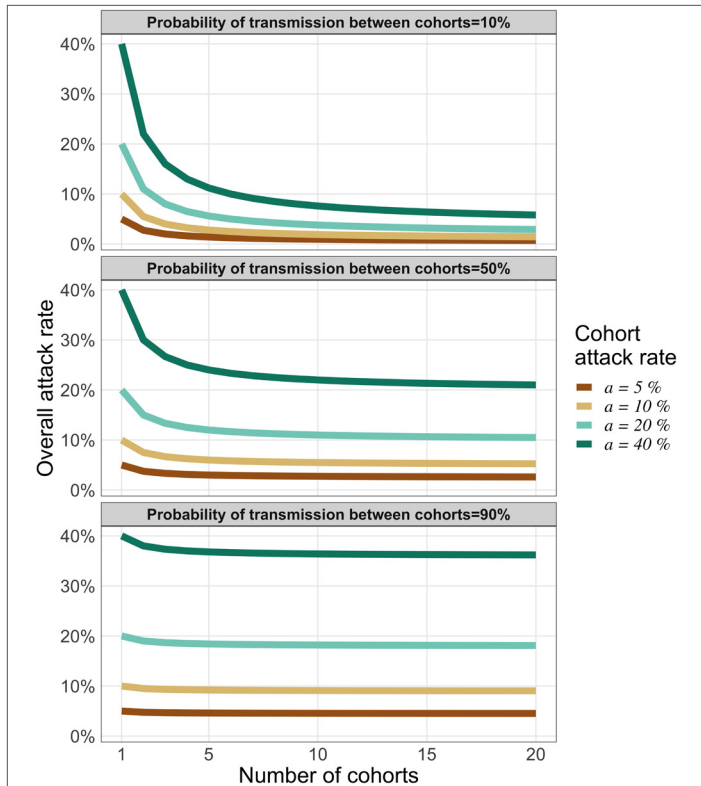 Probability of transmission between cohorts=10%
40%
30%
20%
10%
0%
Probability of transmission between cohorts=50%
40%
30%
20%
10%
0%
Probability of transmission between cohorts=90%
40%
30%
20%
10%
0%
1
5
10
15
20
Number of cohorts
Overall attack rate
Cohort
attack rate
a = 5 %
a = 10 %
a = 20 %
a = 40 %